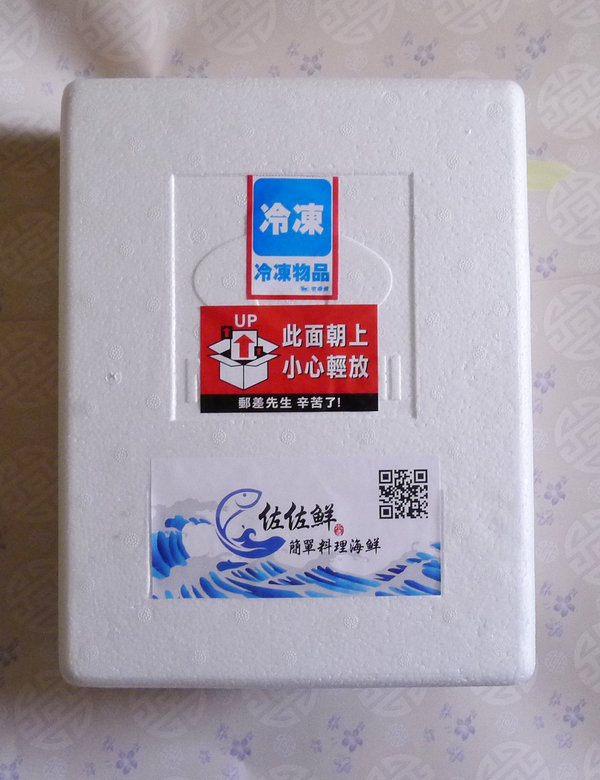 冷凍
冷凍物品
UP
此面朝上
小心輕放
郵差先生 辛苦了!
佐佐鮮
簡單料理海鮮